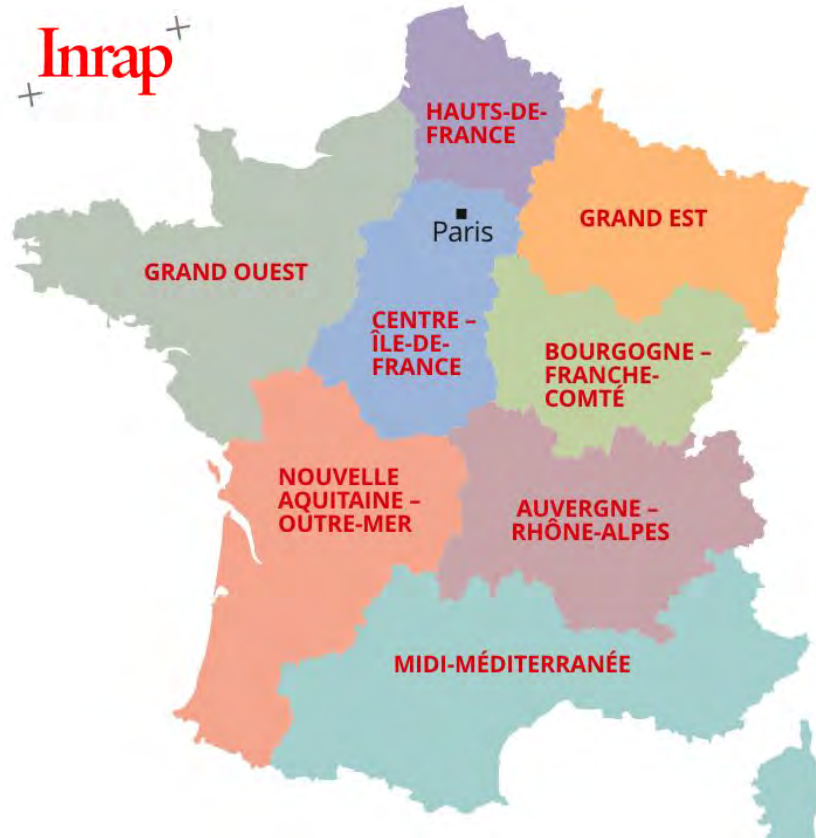 Inrap
HAUTS-DE-
FRANCE
GRAND EST
Paris
GRAND OUEST
CENTRE –
ÎLE-DE-
FRANCE
BOURGOGNE –
FRANCHE-
COMTÉ
NOUVELLE
AQUITAINE –
OUTRE-MER
AUVERGNE –
RHÔNE-ALPES
MIDI-MÉDITERRANÉE